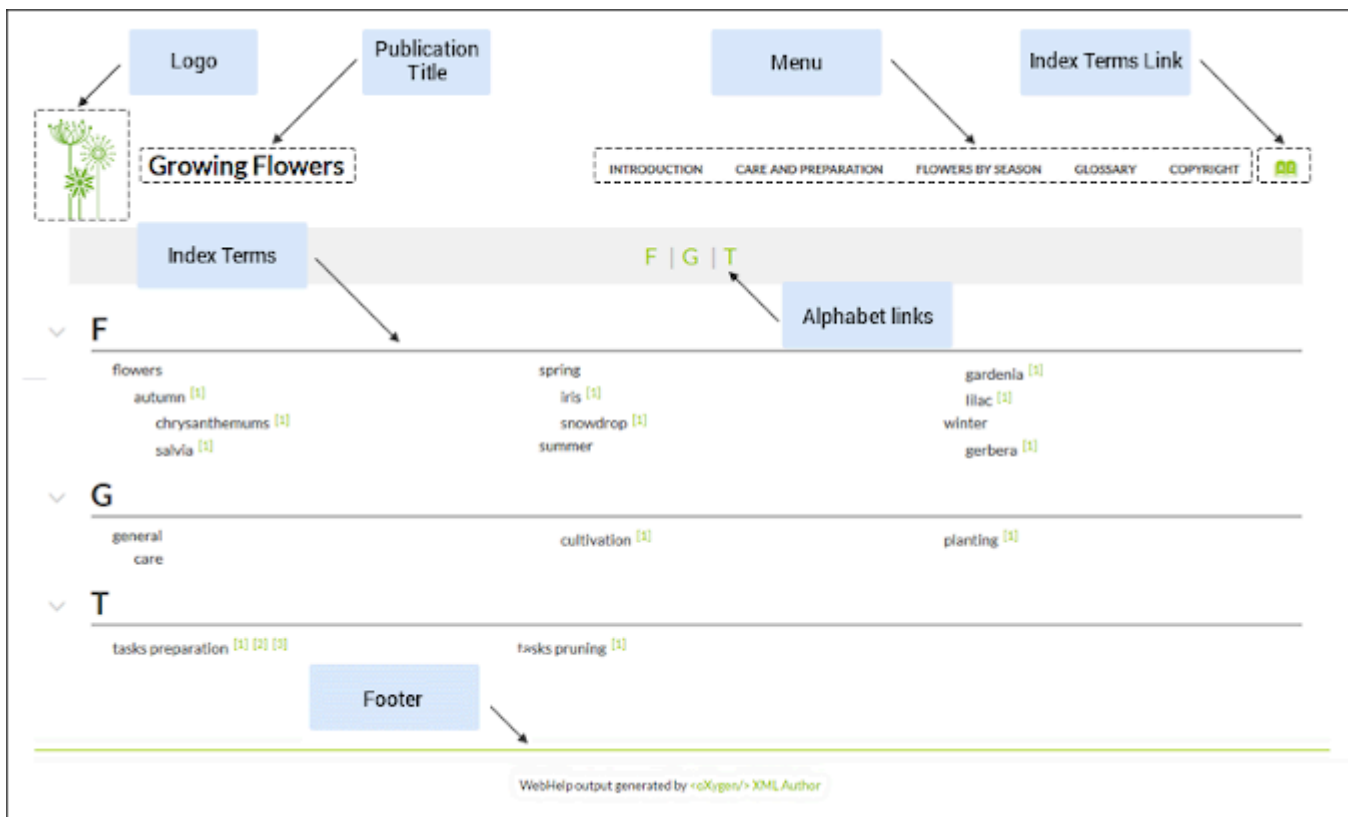 Logo
Publication
Title
Menu
Index Terms Link
Growing Flowers
INTRODUCTION CARE AND PREPARATION FLOWERS BY SEASON GLOSSARY COPYRIGHT
Index Terms
F | G | T
Alphabet links
F
flowers spring gardenia [1]
autumn [1] iris [1] lilac [1]
chrysanthemums [1] snowdrop [1] winter
salvia [1] summer gerbera [1]
G
general cultivation [1] planting [1]
care
T
tasks preparation [1] [2] [3] tasks pruning [1]
Footer
WebHelp output generated by <oXygen/> XML Author